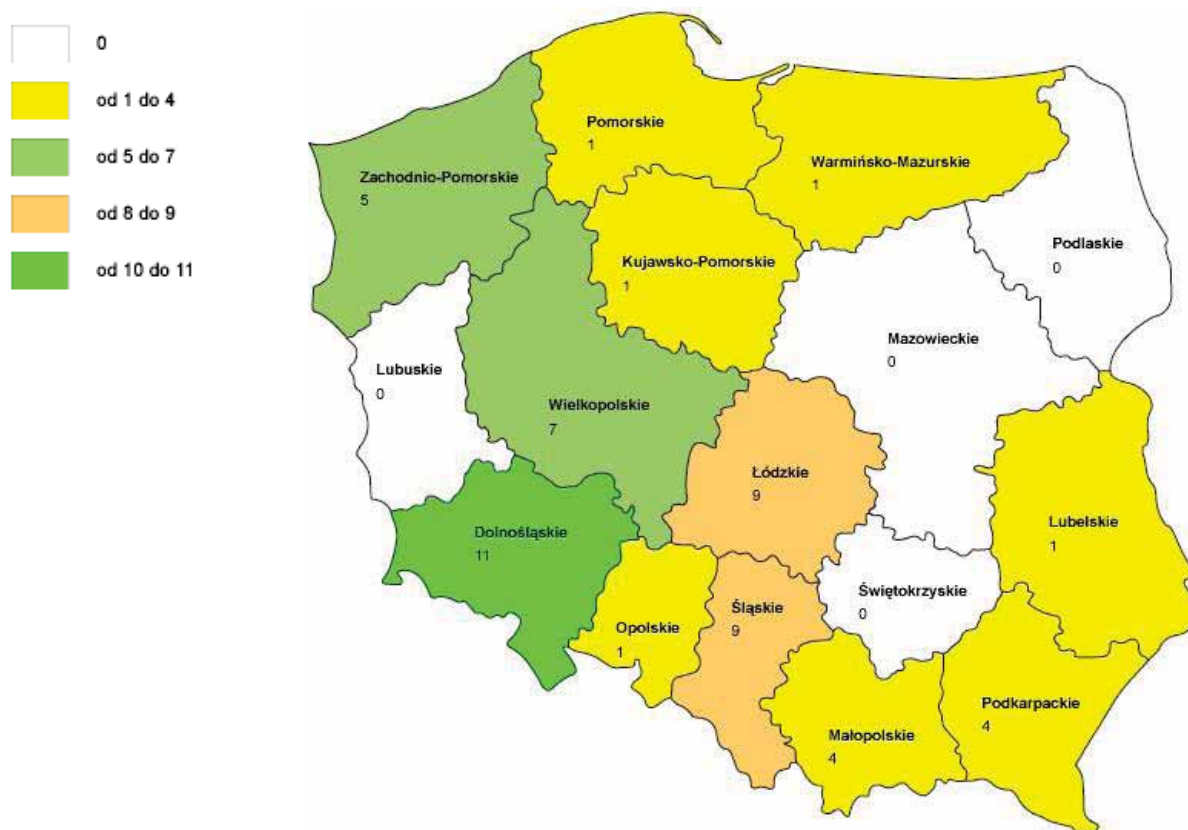 0
od 1 do 4
od 5 do 7
od 8 do 9
od 10 do 11
Pomorskie
1
Warmińsko-Mazurskie
1
Zachodnio-Pomorskie
5
Podlaskie
0
Kujawsko-Pomorskie
1
Mazowieckie
0
Lubuskie
0
Wielkopolskie
7
Łódzkie
9
Lubelskie
1
Dolnośląskie
11
Świętokrzyskie
0
Śląskie
9
Opolskie
1
Podkarpackie
4
Małopolskie
4